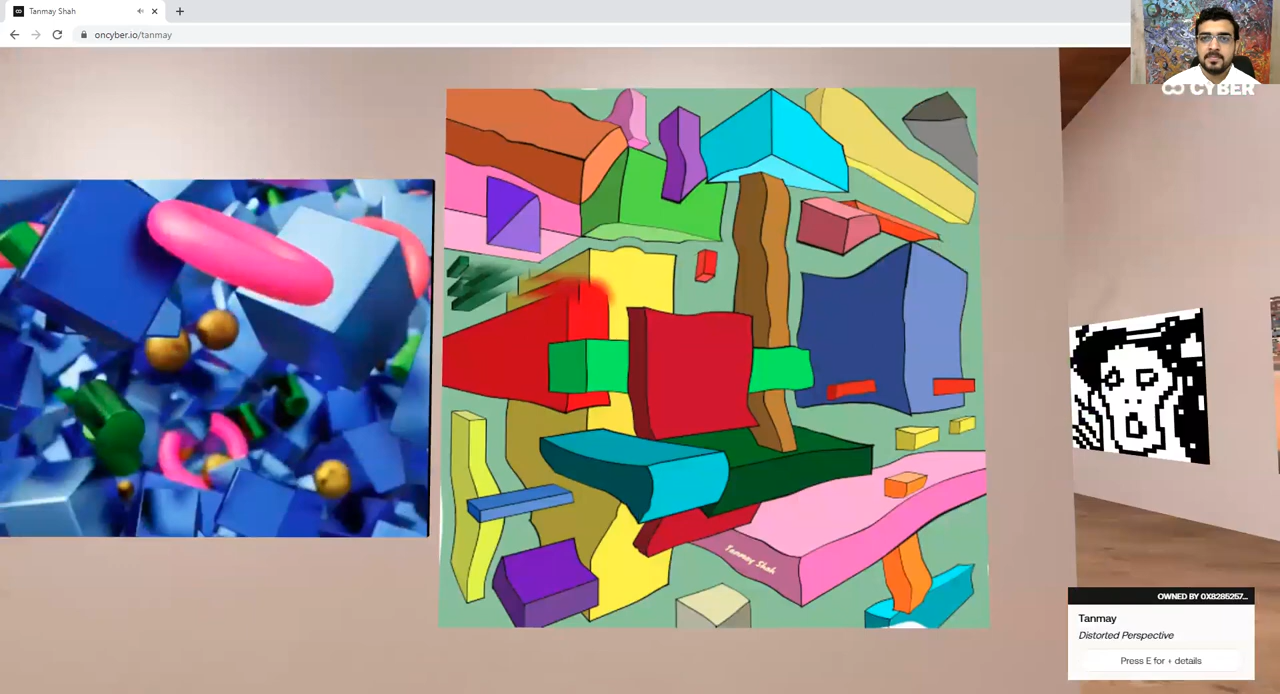 Tanmay Shah
oncyber.io/tanmay
CYBER
Tanmay Shah
OWNED BY 0X8285257...
Tanmay
Distorted Perspective
Press E for + details